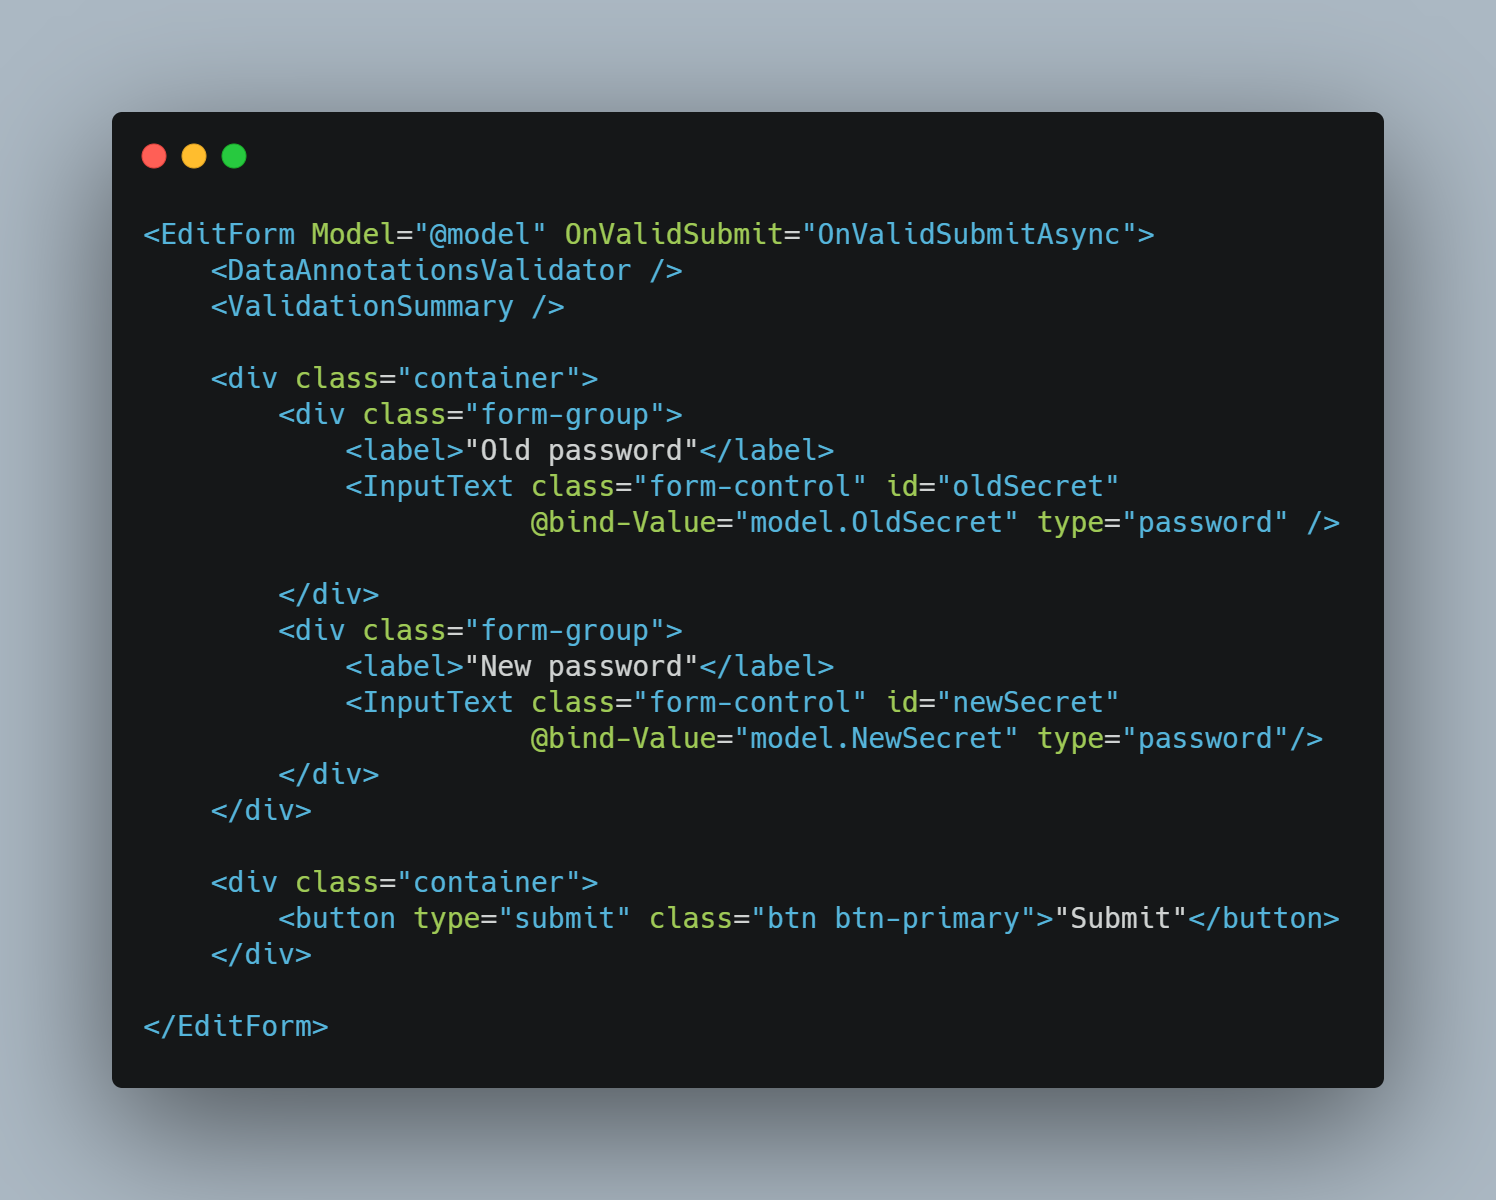 <EditForm Model="@model" OnValidSubmit="OnValidSubmitAsync">
    <DataAnnotationsValidator />
    <ValidationSummary />

    <div class="container">
        <div class="form-group">
            <label>"Old password"</label>
            <InputText class="form-control" id="oldSecret"
                       @bind-Value="model.OldSecret" type="password" />

        </div>
        <div class="form-group">
            <label>"New password"</label>
            <InputText class="form-control" id="newSecret"
                       @bind-Value="model.NewSecret" type="password"/>
        </div>
    </div>

    <div class="container">
        <button type="submit" class="btn btn-primary">"Submit"</button>
    </div>

</EditForm>